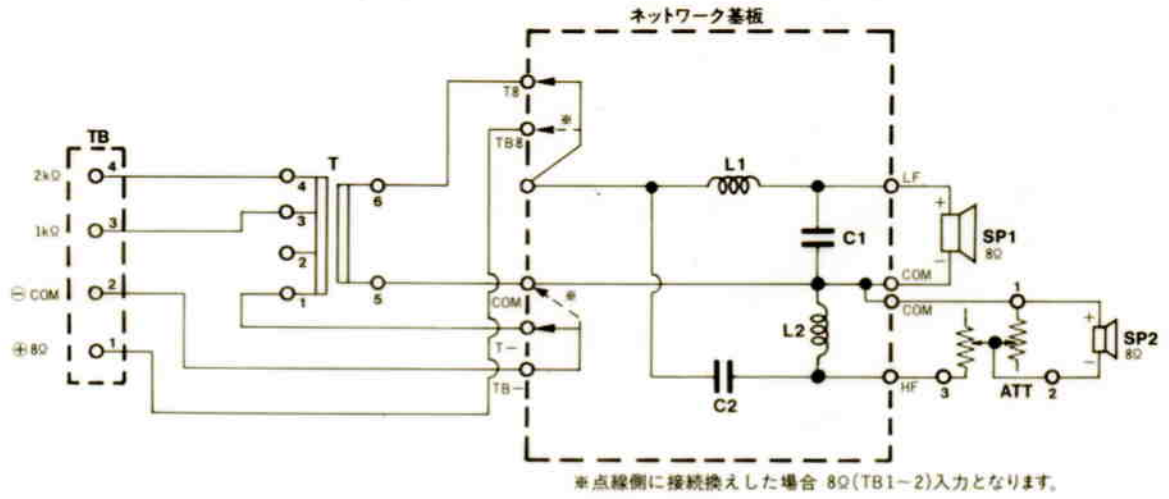 ネットワーク基板
T8
※
TB8
TB
T
2kΩ
4
4
6
L1
LF
+
3
3
1kΩ
C1
SP1
8Ω
2
−
⊖ COM
2
1
5
COM
COM
※
COM
1
+
L2
SP2
8Ω
⊕ 8Ω
1
T−
−
TB−
C2
HF
3
ATT
2
※点線側に接続換えした場合 8Ω(TB1~2)入力となります。